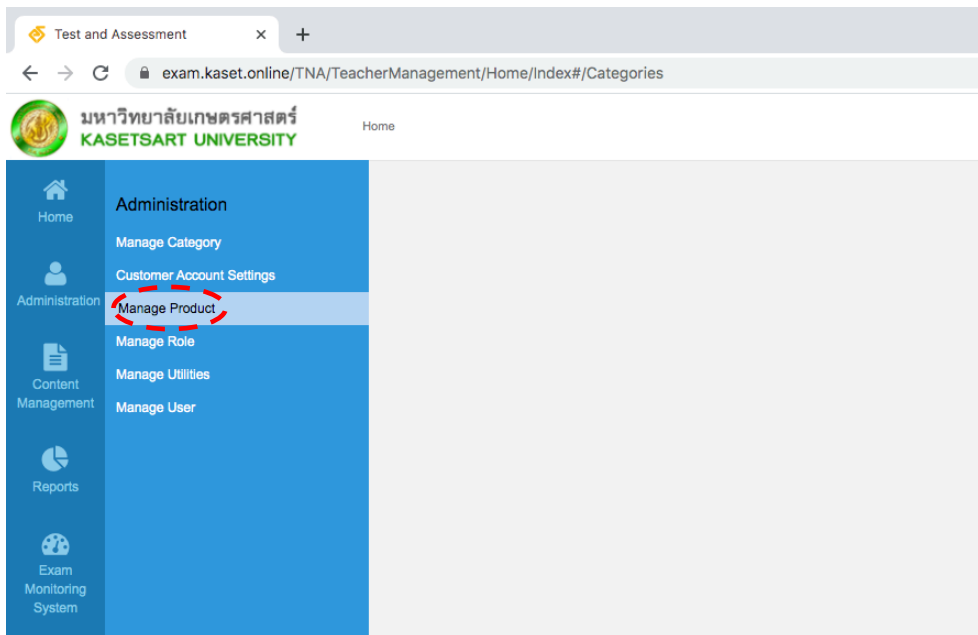 Test and Assessment
exam.kaset.online/TNA/TeacherManagement/Home/Index#/Categories
มหาวิทยาลัยเกษตรศาสตร์
KASETSART UNIVERSITY
Home
Home
Administration
Content
Management
Reports
Exam
Monitoring
System
Administration
Manage Category
Customer Account Settings
Manage Product
Manage Role
Manage Utilities
Manage User